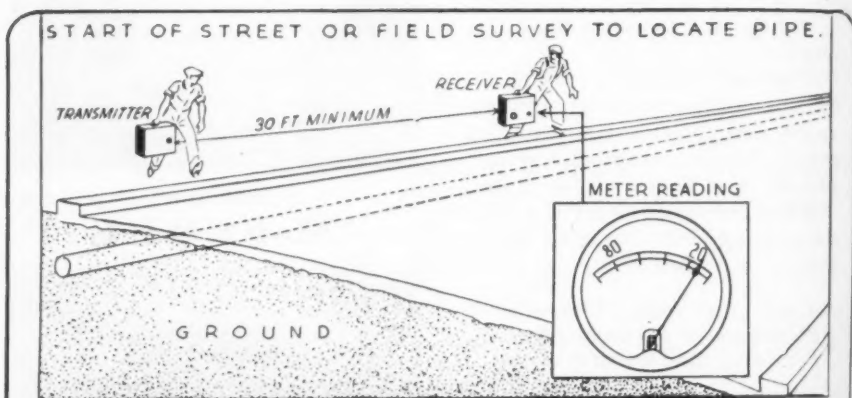 START OF STREET OR FIELD SURVEY TO LOCATE PIPE.
RECEIVER
TRANSMITTER
30 FT MINIMUM
METER READING
80
20
GROUND